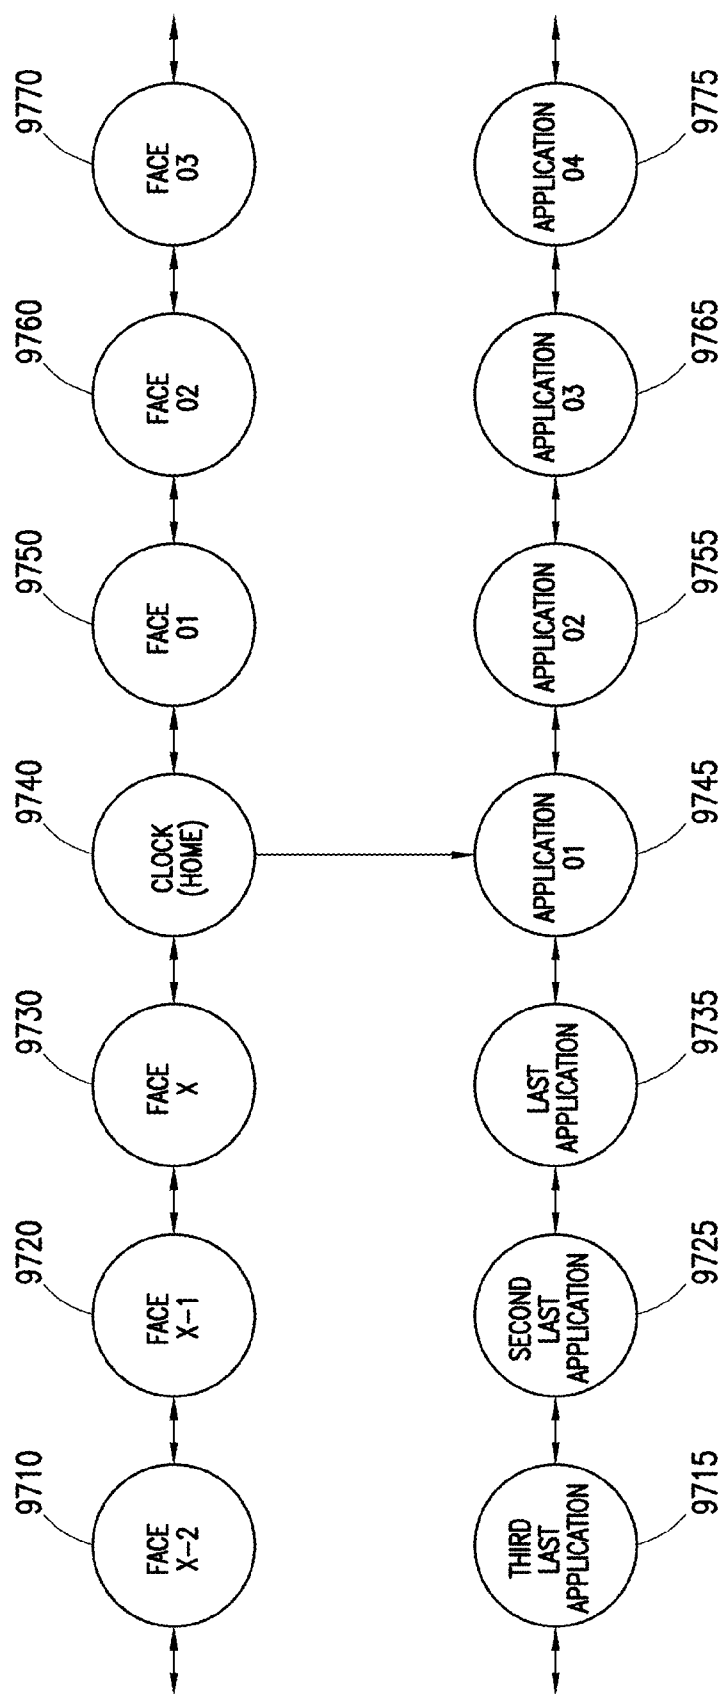 9710
9720
9730
9740
9750
9760
9770
FACE
X-2
FACE
X-1
FACE
X
CLOCK
(HOME)
FACE
01
FACE
02
FACE
03
THIRD
LAST
APPLICATION
SECOND
LAST
APPLICATION
LAST
APPLICATION
APPLICATION
01
APPLICATION
02
APPLICATION
03
APPLICATION
04
9715
9725
9735
9745
9755
9765
9775